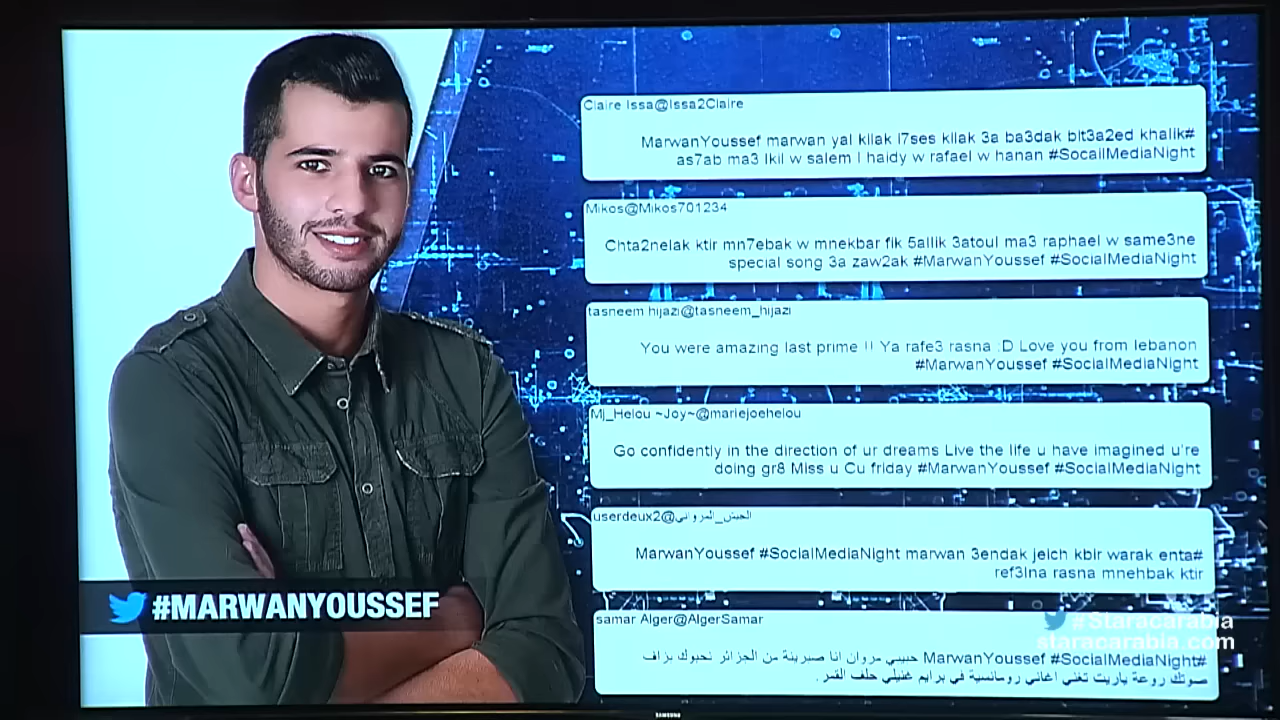 Claire Issa@Issa2Claire
MarwanYoussef marwan yal kllak l7ses kllak 3a ba3dak blt3a2ed khallk#
as7ab ma3 lkil w salem l haidy w rafael w hanan #SocailMediaNight
Mikos@Mikos701234
Chta2nelak ktir mn7ebak w mnekbar fik 5allik 3atoul ma3 raphael w same3ne
special song 3a zaw2ak #MarwanYoussef #SocialMediaNight
tasneem hijazi@tasneem_hijazi
You were amazing last prime !! Ya rafe3 rasna :D Love you from lebanon
#MarwanYoussef #SocialMediaNight
Mj_Helou ~Joy~@mariejoehelou
Go confidently in the direction of ur dreams Live the life u have imagined u're
doing gr8 Miss u Cu friday #MarwanYoussef #SocialMediaNight
userdeux2@الجيش_المرواني
MarwanYoussef #SocialMediaNight marwan 3endak jeich kbir warak enta#
ref3lna rasna mnehbak ktir
samar Alger@AlgerSamar
#MarwanYoussef #SocialMediaNight حبيبي مروان انا صبرينة من الجزائر نحبوك بزاف
صوتك روعة ياريت تغني اغاني رومانسية في برايم غنيلي حلف القمر.
#MARWANYOUSSEF
#Staracarabia
staracarabia.com
SAMSUNG